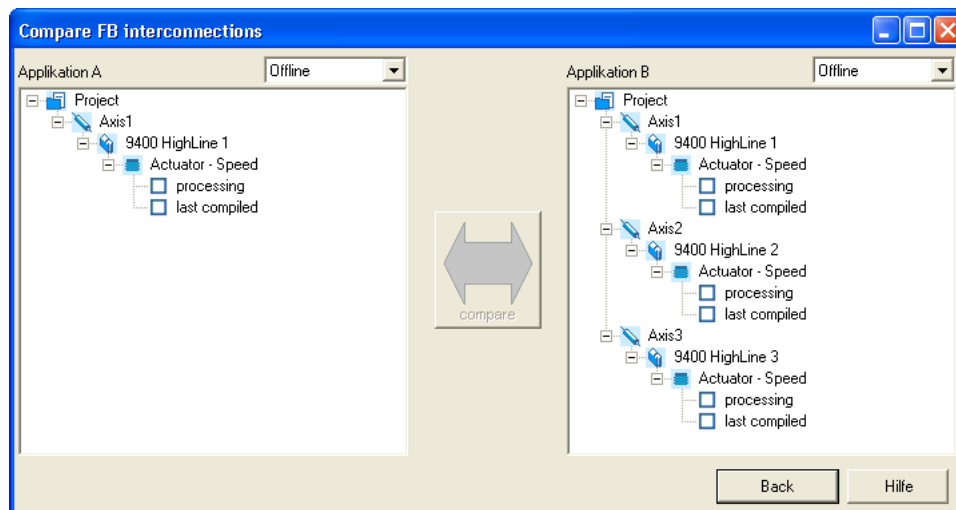 Compare FB interconnections
Applikation A
Offline
Project
Axis1
9400 HighLine 1
Actuator - Speed
processing
last compiled
compare
Applikation B
Offline
Project
Axis1
9400 HighLine 1
Actuator - Speed
processing
last compiled
Axis2
9400 HighLine 2
Actuator - Speed
processing
last compiled
Axis3
9400 HighLine 3
Actuator - Speed
processing
last compiled
Back
Hilfe